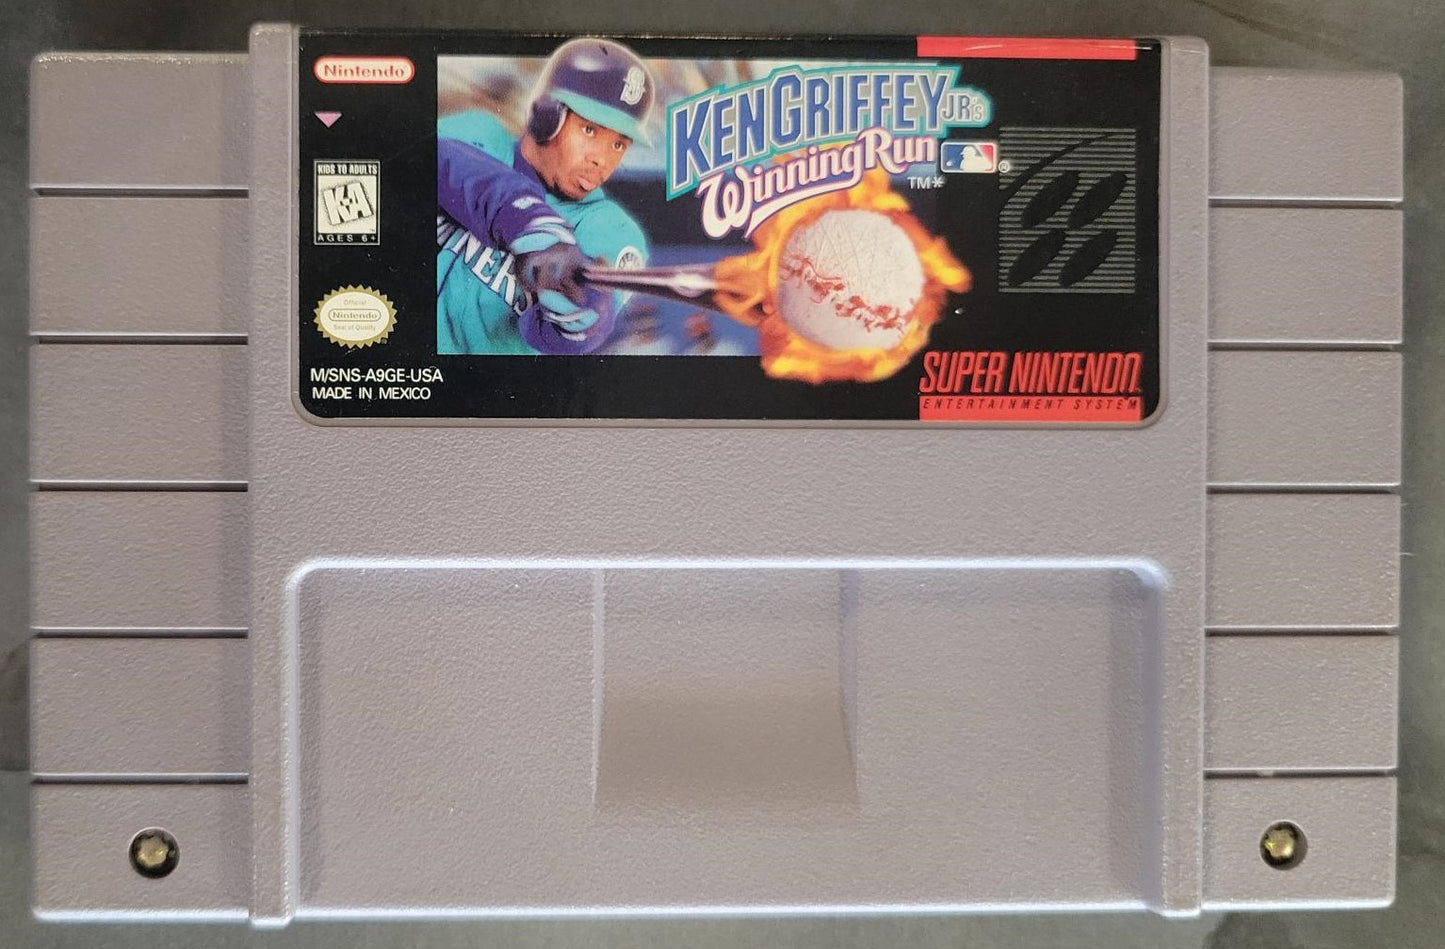 Nintendo
KIDS TO ADULTS
K-A
AGES 6+
Official
Nintendo
Seal of Quality
M/SNS-A9GE-USA
MADE IN MEXICO
S
INERS
KEN GRIFFEY JR's
Winning Run
TM*
®
SUPER NINTENDO
ENTERTAINMENT SYSTEM